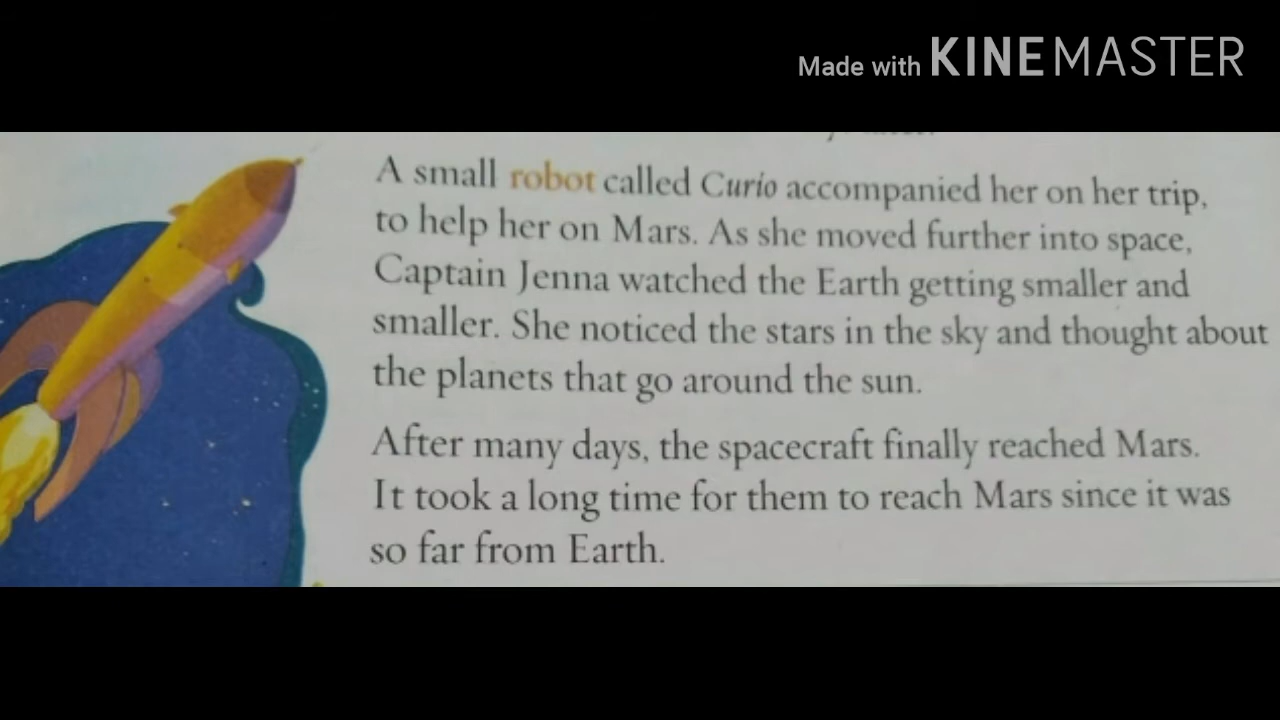 Made with KINEMASTER
A small robot called Curio accompanied her on her trip,
to help her on Mars. As she moved further into space,
Captain Jenna watched the Earth getting smaller and
smaller. She noticed the stars in the sky and thought about
the planets that go around the sun.
After many days, the spacecraft finally reached Mars.
It took a long time for them to reach Mars since it was
so far from Earth.